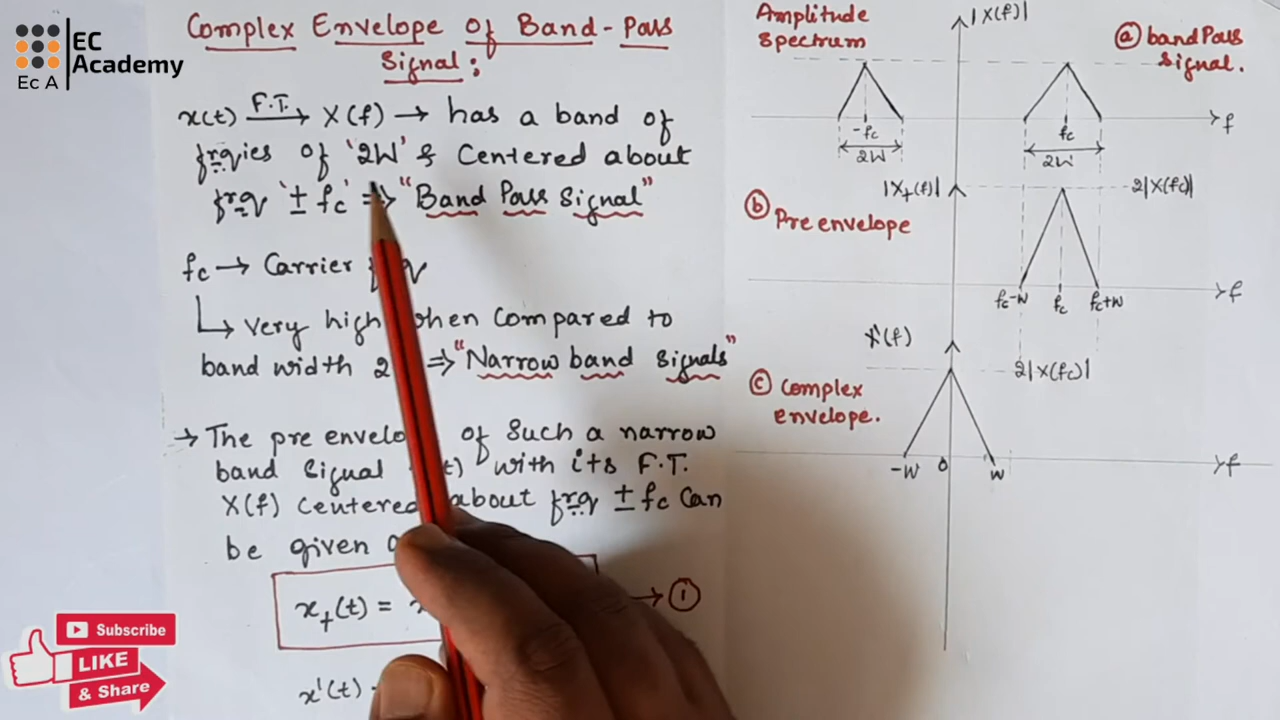 EC
Academy
Ec A
Complex Envelope Of Band-Pass
Signal:
x(t) F.T.→ X(f) → has a band of
frqies of '2W' & Centered about
frq '± fc' ⇒ "Band Pass Signal"
fc → Carrier
↳ very high when Compared to
band width 2 ⇒ "Narrow band Signals"
→ The pre envelo of Such a narrow
band Signal t) with its F.T.
X(f) Centered about frq ± fc Can
be given
x+(t) =
→ ①
x'(t)
Amplitude
Spectrum
|X(f)|
ⓐ bandPass
Signal.
-fc
fc
f
2W
2W
|X+(f)|
2|X(fc)|
ⓑ Pre envelope
fc-W
fc
fc+W
f
X'(f)
2|X(fc)|
ⓒ Complex
envelope.
-W
0
W
f
Subscribe
LIKE
& Share